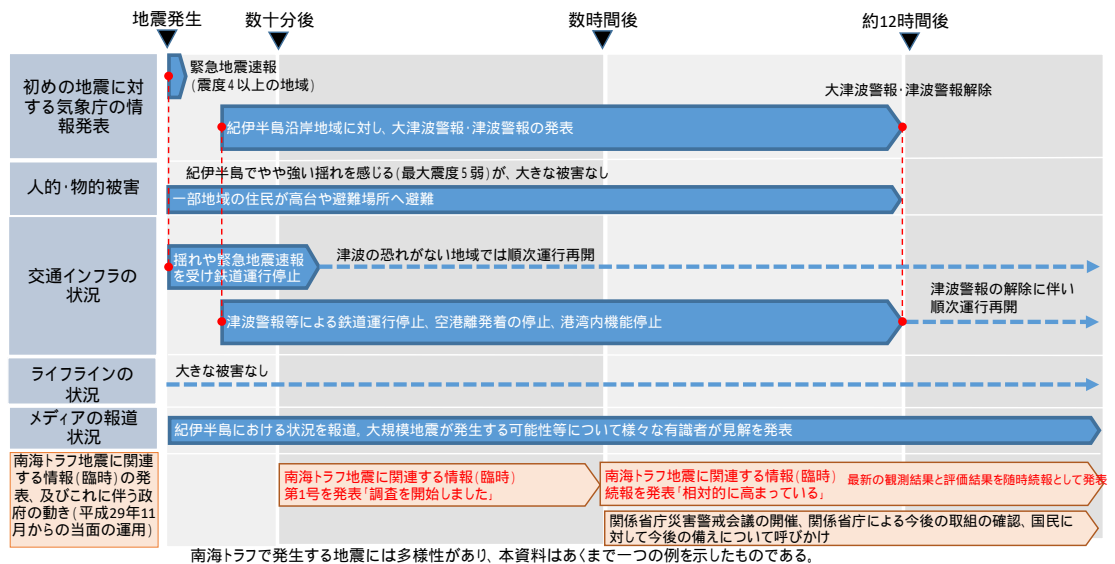 地震発生
数十分後
数時間後
約12時間後
初めの地震に対
する気象庁の情
報発表
緊急地震速報
(震度4以上の地域)
大津波警報・津波警報解除
紀伊半島沿岸地域に対し、大津波警報・津波警報の発表
人的・物的被害
紀伊半島でやや強い揺れを感じる(最大震度5弱)が、大きな被害なし
一部地域の住民が高台や避難場所へ避難
交通インフラの
状況
揺れや緊急地震速報
を受け鉄道運行停止
津波の恐れがない地域では順次運行再開
津波警報の解除に伴い
順次運行再開
津波警報等による鉄道運行停止、空港離発着の停止、港湾内機能停止
ライフラインの
状況
大きな被害なし
メディアの報道
状況
紀伊半島における状況を報道。大規模地震が発生する可能性等について様々な有識者が見解を発表
南海トラフ地震に関連
する情報(臨時)の発
表、及びこれに伴う政
府の動き(平成29年11
月からの当面の運用)
南海トラフ地震に関連する情報(臨時)
第1号を発表「調査を開始しました」
南海トラフ地震に関連する情報(臨時)
続報を発表「相対的に高まっている」
最新の観測結果と評価結果を随時続報として発表
関係省庁災害警戒会議の開催、関係省庁による今後の取組の確認、国民に
対して今後の備えについて呼びかけ
南海トラフで発生する地震には多様性があり、本資料はあくまで一つの例を示したものである。